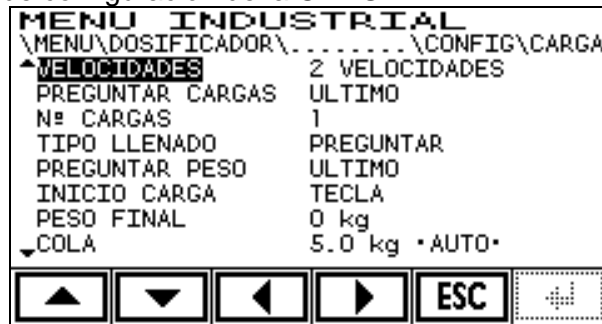 MENU INDUSTRIAL
\MENU\DOSIFICADOR\........\CONFIG\CARGA
VELOCIDADES 2 VELOCIDADES
PREGUNTAR CARGAS ULTIMO
Nº CARGAS 1
TIPO LLENADO PREGUNTAR
PREGUNTAR PESO ULTIMO
INICIO CARGA TECLA
PESO FINAL 0 kg
COLA 5.0 kg ·AUTO·
ESC